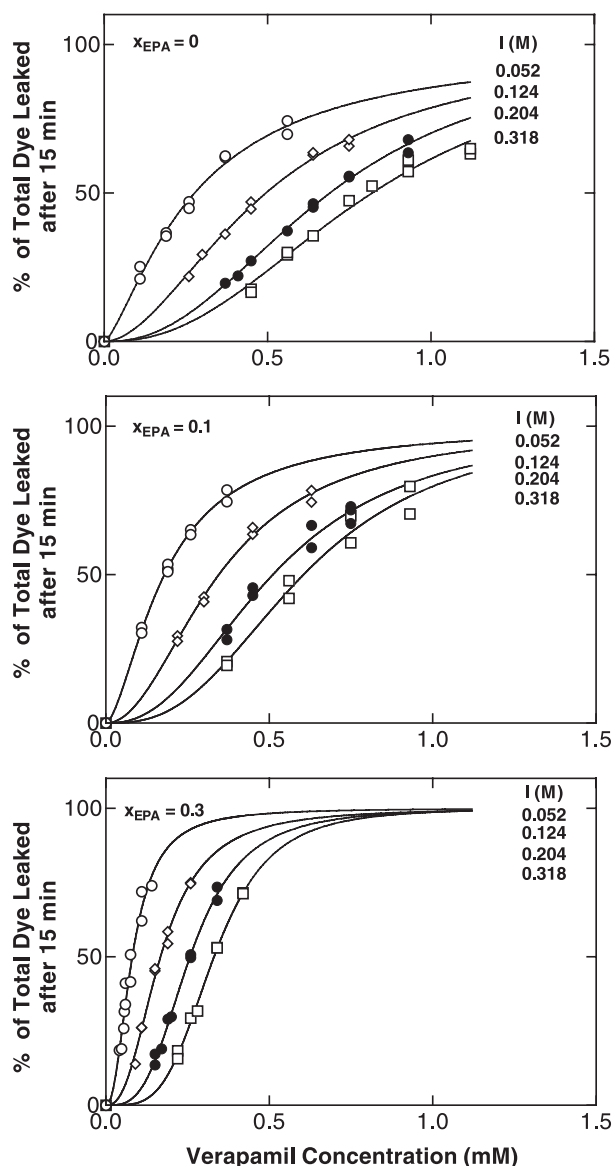 % of Total Dye Leaked
after 15 min
100
50
0
xEPA = 0
I (M)
0.052
0.124
0.204
0.318
0.0
0.5
1.0
1.5
% of Total Dye Leaked
after 15 min
100
50
0
xEPA = 0.1
I (M)
0.052
0.124
0.204
0.318
0.0
0.5
1.0
1.5
% of Total Dye Leaked
after 15 min
100
50
0
xEPA = 0.3
I (M)
0.052
0.124
0.204
0.318
0.0
0.5
1.0
1.5
Verapamil Concentration (mM)